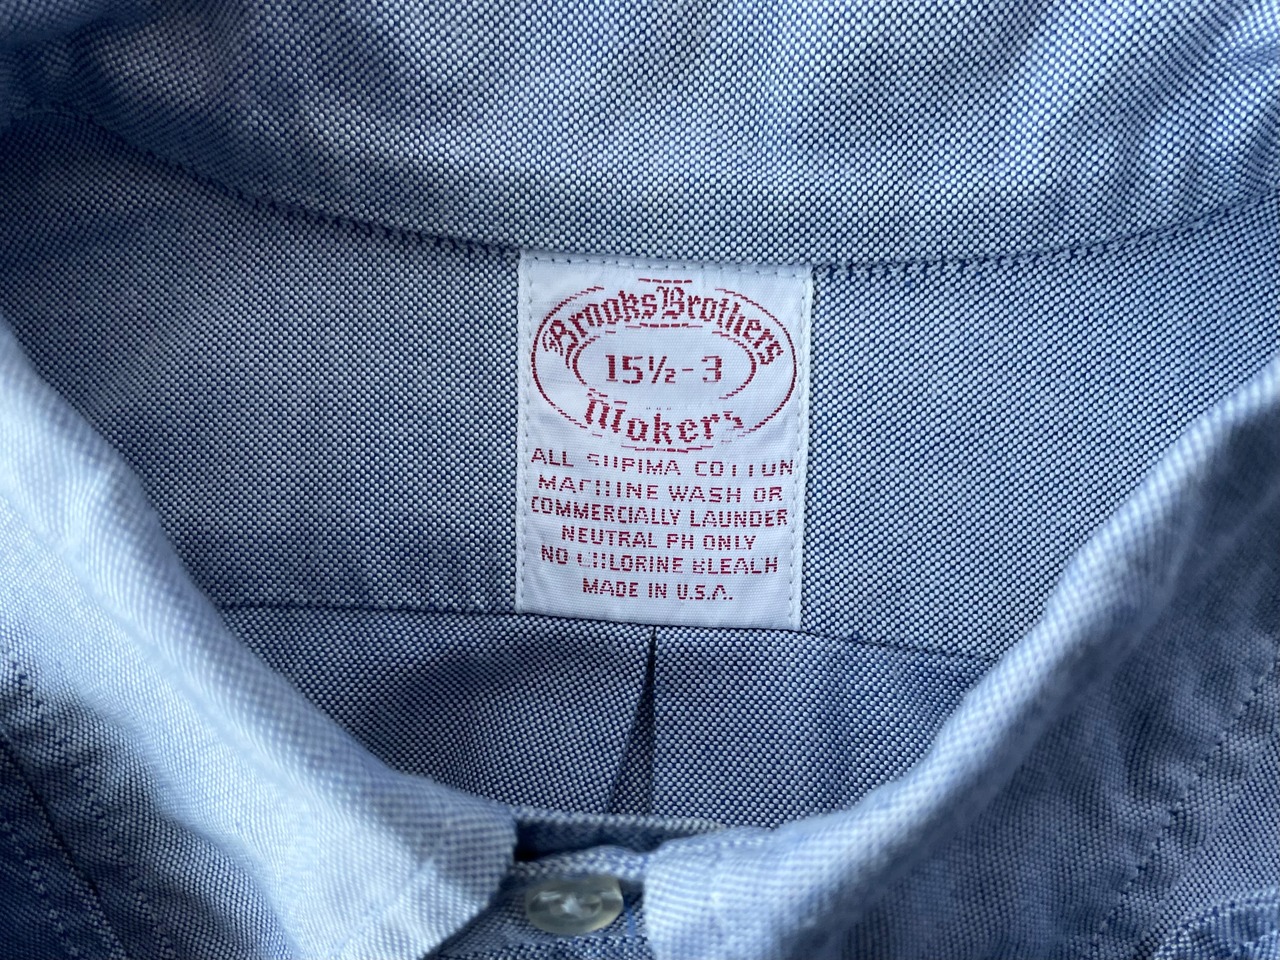 Brooks Brothers
15½-3
Makers
ALL SUPIMA COTTON
MACHINE WASH OR
COMMERCIALLY LAUNDER
NEUTRAL PH ONLY
NO CHLORINE BLEACH
MADE IN U.S.A.